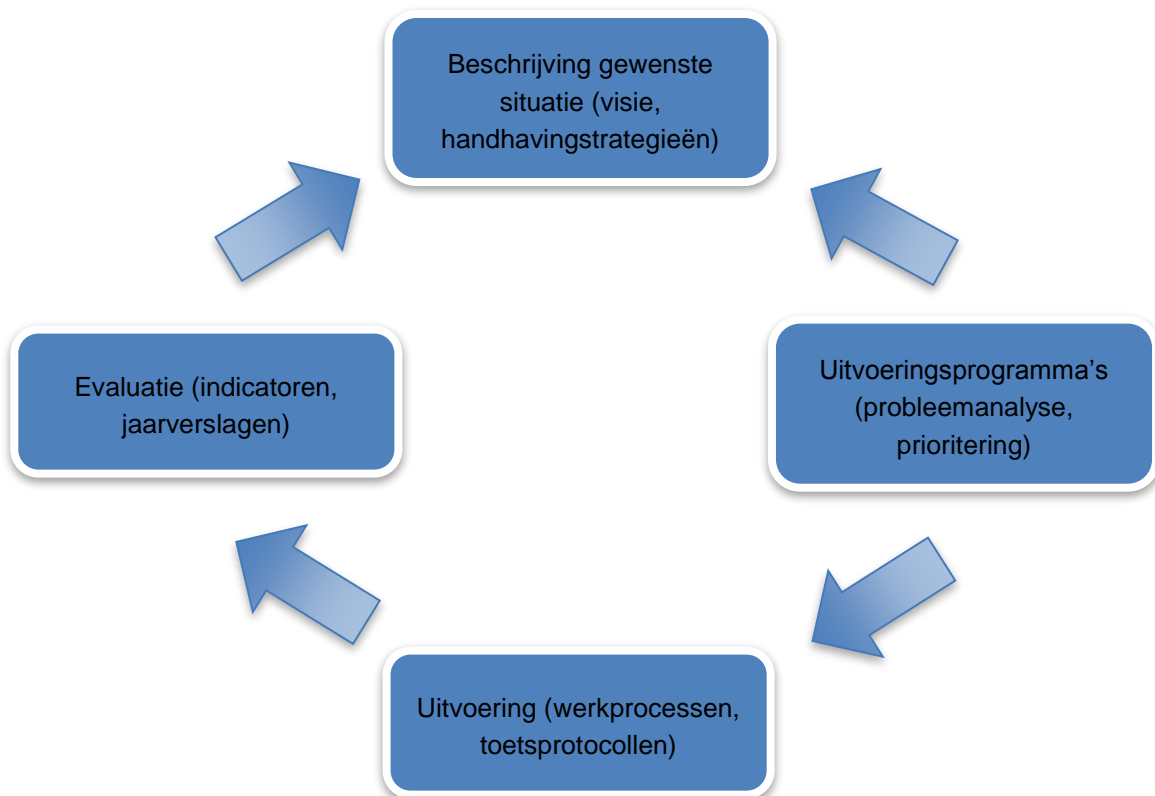 Beschrijving gewenste
situatie (visie,
handhavingstrategieën)
Evaluatie (indicatoren,
jaarverslagen)
Uitvoeringsprogramma’s
(probleemanalyse,
prioritering)
Uitvoering (werkprocessen,
toetsprotocollen)